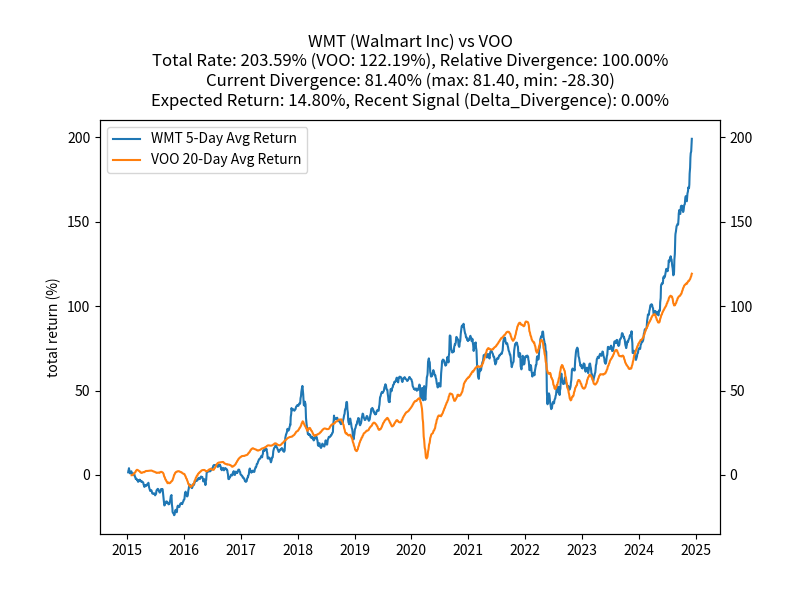 WMT (Walmart Inc) vs VOO
Total Rate: 203.59% (VOO: 122.19%), Relative Divergence: 100.00%
Current Divergence: 81.40% (max: 81.40, min: -28.30)
Expected Return: 14.80%, Recent Signal (Delta_Divergence): 0.00%
WMT 5-Day Avg Return
VOO 20-Day Avg Return
total return (%)
200
150
100
50
0
200
150
100
50
0
2015 2016 2017 2018 2019 2020 2021 2022 2023 2024 2025